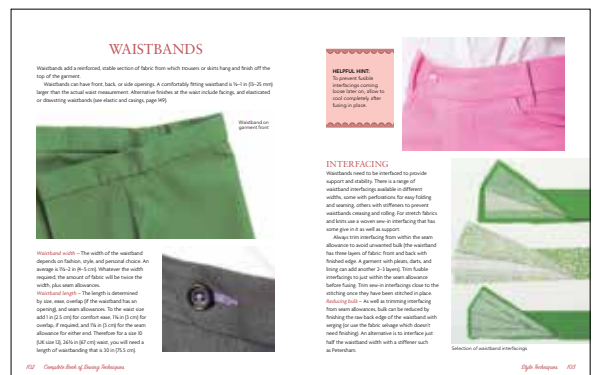 WAISTBANDS
Waistbands add a reinforced, stable section of fabric from which trousers or skirts hang and finish off the
top of the garment.
Waistbands can have front, back, or side openings. A comfortably fitting waistband is ½–1 in (13–25 mm)
larger than the actual waist measurement. Alternative finishes at the waist include facings, and elasticated
or drawstring waistbands (see elastic and casings, page 149).
Waistband on
garment front
Waistband width – The width of the waistband
depends on fashion, style, and personal choice. An
average is 1½–2 in (4–5 cm). Whatever the width
required, the amount of fabric will be twice the
width, plus seam allowances.
Waistband length – The length is determined
by size, ease, overlap (if the waistband has an
opening), and seam allowances. To the waist size
add 1 in (2.5 cm) for comfort ease, 1¼ in (3 cm) for
overlap, if required, and 1¼ in (3 cm) for the seam
allowance for either end. Therefore for a size 10
(UK size 12), 26½ in (67 cm) waist, you will need a
length of waistbanding that is 30 in (75.5 cm).
102 Complete Book of Sewing Techniques
HELPFUL HINT:
To prevent fusible
interfacings coming
loose later on, allow to
cool completely after
fusing in place.
INTERFACING
Waistbands need to be interfaced to provide
support and stability. There is a range of
waistband interfacings available in different
widths, some with perforations for easy folding
and seaming, others with stiffeners to prevent
waistbands creasing and rolling. For stretch fabrics
and knits use a woven sew-in interfacing that has
some give in it as well as support.
Always trim interfacing from within the seam
allowance to avoid unwanted bulk (the waistband
has three layers of fabric front and back with
finished edge. A garment with pleats, darts, and
lining can add another 2–3 layers). Trim fusible
interfacings to just within the seam allowance
before fusing. Trim sew-in interfacings close to the
stitching once they have been stitched in place.
Reducing bulk – As well as trimming interfacing
from seam allowances, bulk can be reduced by
finishing the raw back edge of the waistband with
serging (or use the fabric selvage which doesn't
need finishing). An alternative is to interface just
half the waistband width with a stiffener such
as Petersham.
Selection of waistband interfacings
Style Techniques 103